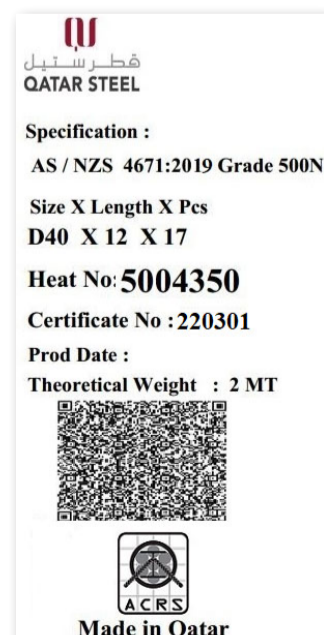 قطر ستيل
QATAR STEEL
Specification :
AS / NZS 4671:2019 Grade 500N
Size X Length X Pcs
D40 X 12 X 17
Heat No: 5004350
Certificate No : 220301
Prod Date :
Theoretical Weight : 2 MT
ACRS
Made in Qatar